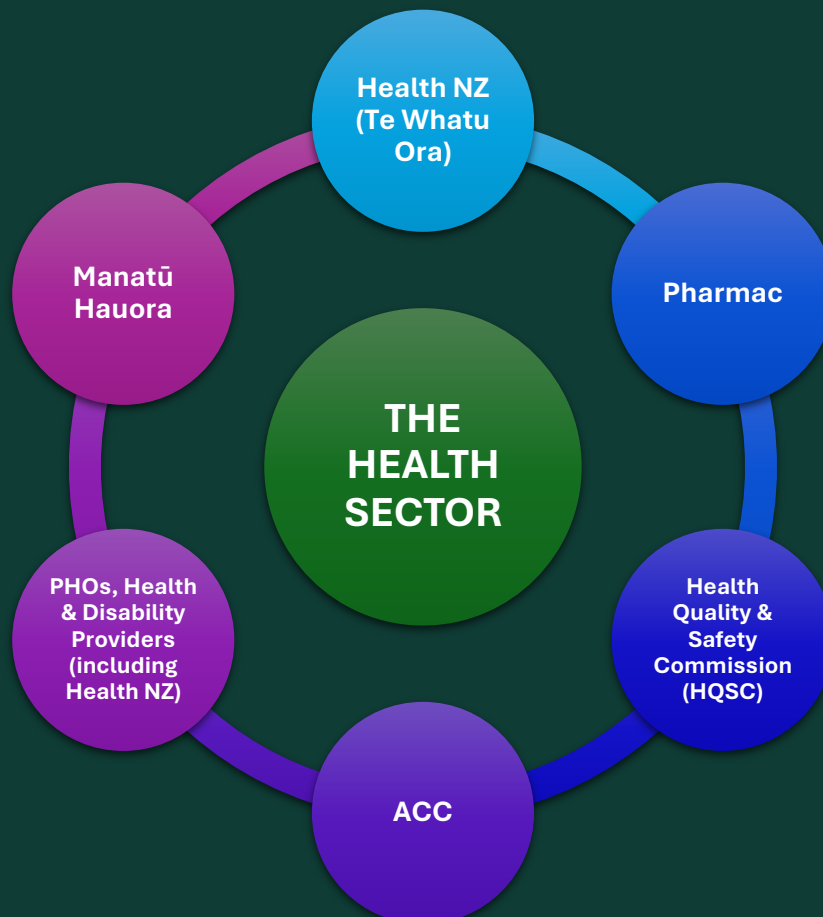 Health NZ
(Te Whatu
Ora)
Manatū
Hauora
Pharmac
THE
HEALTH
SECTOR
PHOs, Health
& Disability
Providers
(including
Health NZ)
Health
Quality &
Safety
Commission
(HQSC)
ACC